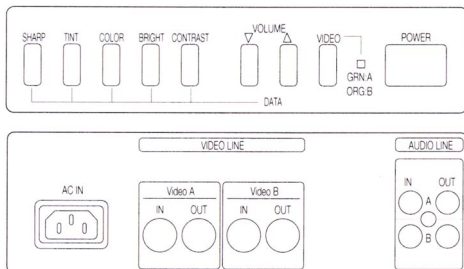 VOLUME
SHARP TINT COLOR BRIGHT CONTRAST ▽ △ VIDEO POWER
GRN:A
ORG:B
DATA
VIDEO LINE AUDIO LINE
AC IN Video A Video B IN OUT
IN OUT IN OUT A
B